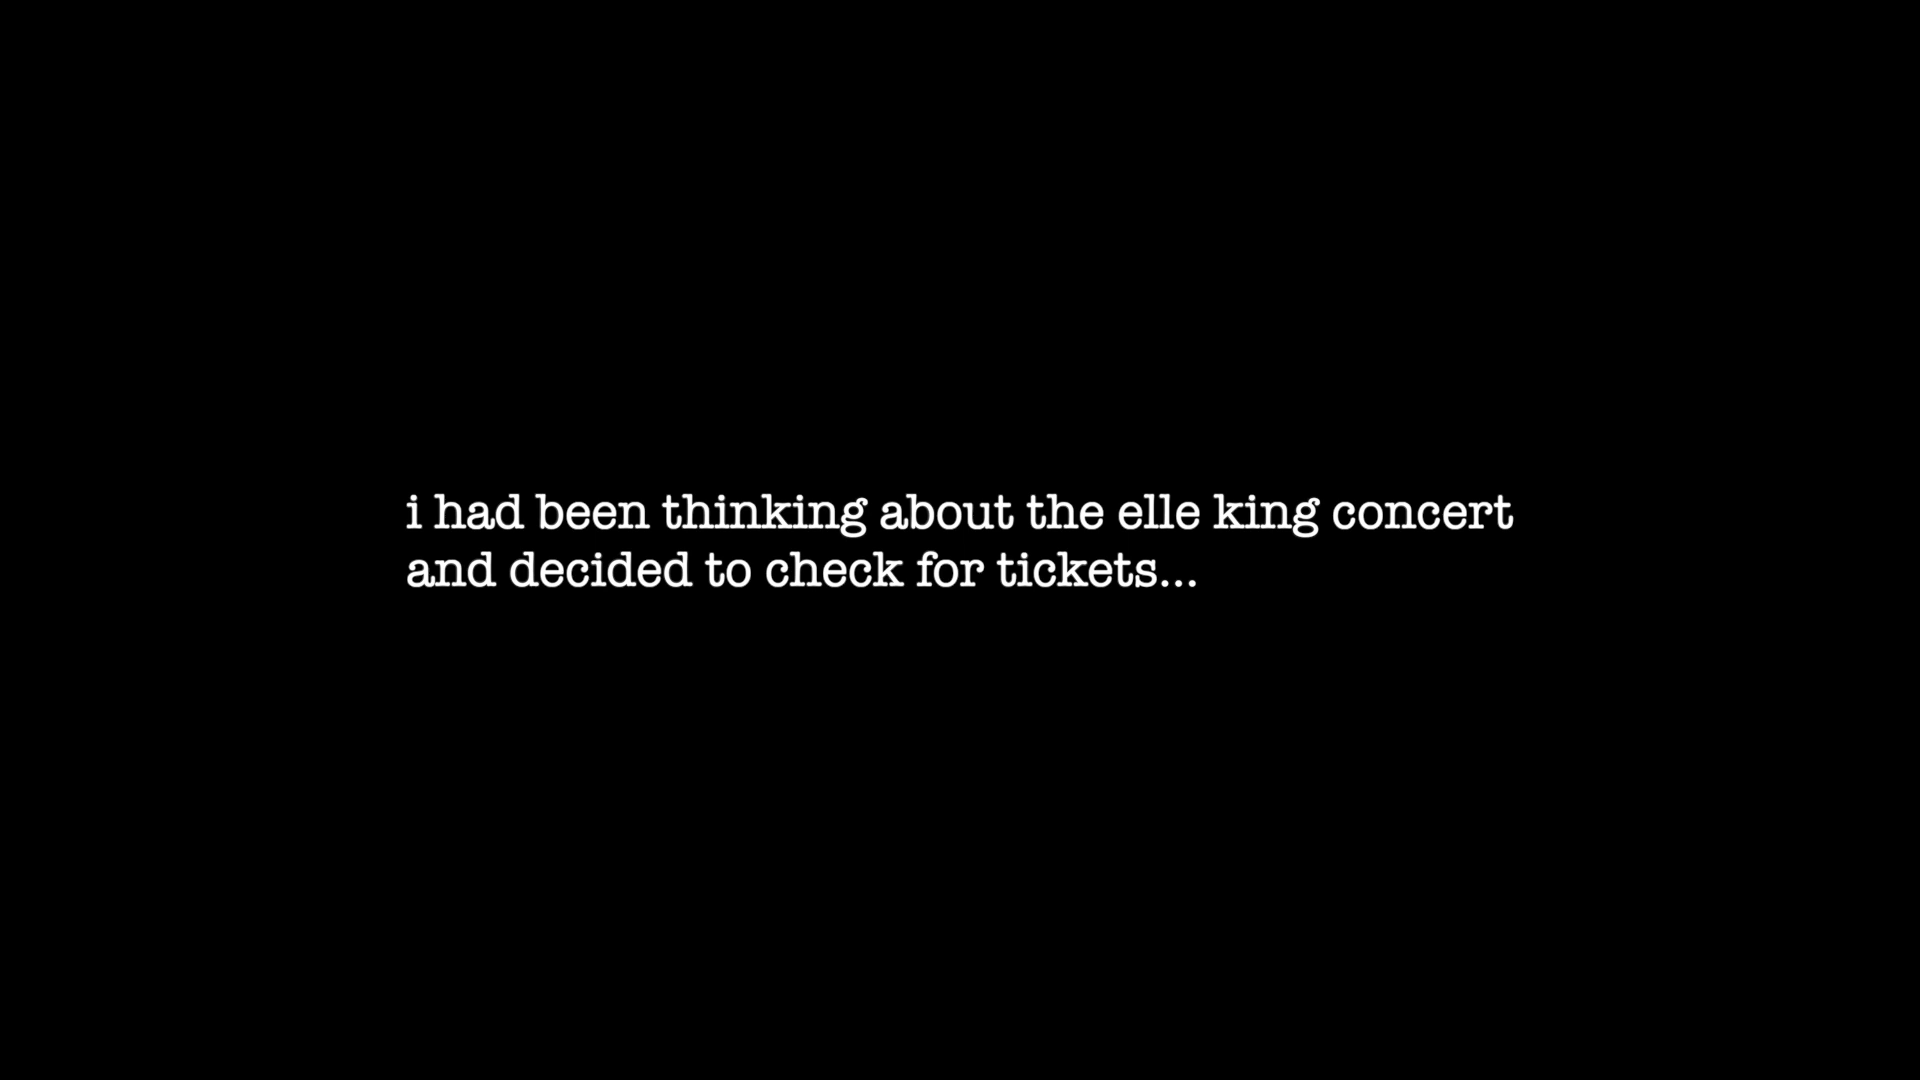 i had been thinking about the elle king concert
and decided to check for tickets...